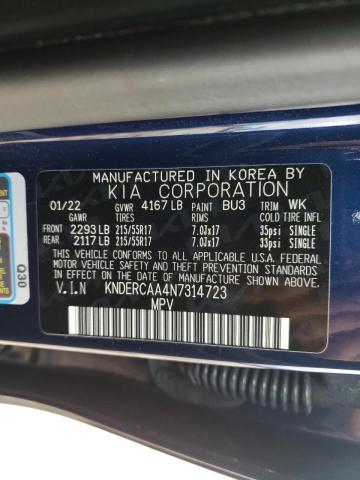 MANUFACTURED IN KOREA BY
KIA CORPORATION
01/22 GVWR 4167 LB PAINT BU3 TRIM WK
GAWR TIRES RIMS COLD TIRE INFL
FRONT 2293 LB 215/55R17 7.0Jx17 35psi SINGLE
REAR 2117 LB 215/55R17 7.0Jx17 33psi SINGLE
THIS VEHICLE CONFORMS TO ALL APPLICABLE U.S.A. FEDERAL
MOTOR VEHICLE SAFETY, BUMPER, AND THEFT PREVENTION
STANDARDS IN EFFECT ON THE DATE OF MANUFACTURE SHOWN ABOVE.
V.I.N KNDERCAA4N7314723
MPV
Q30